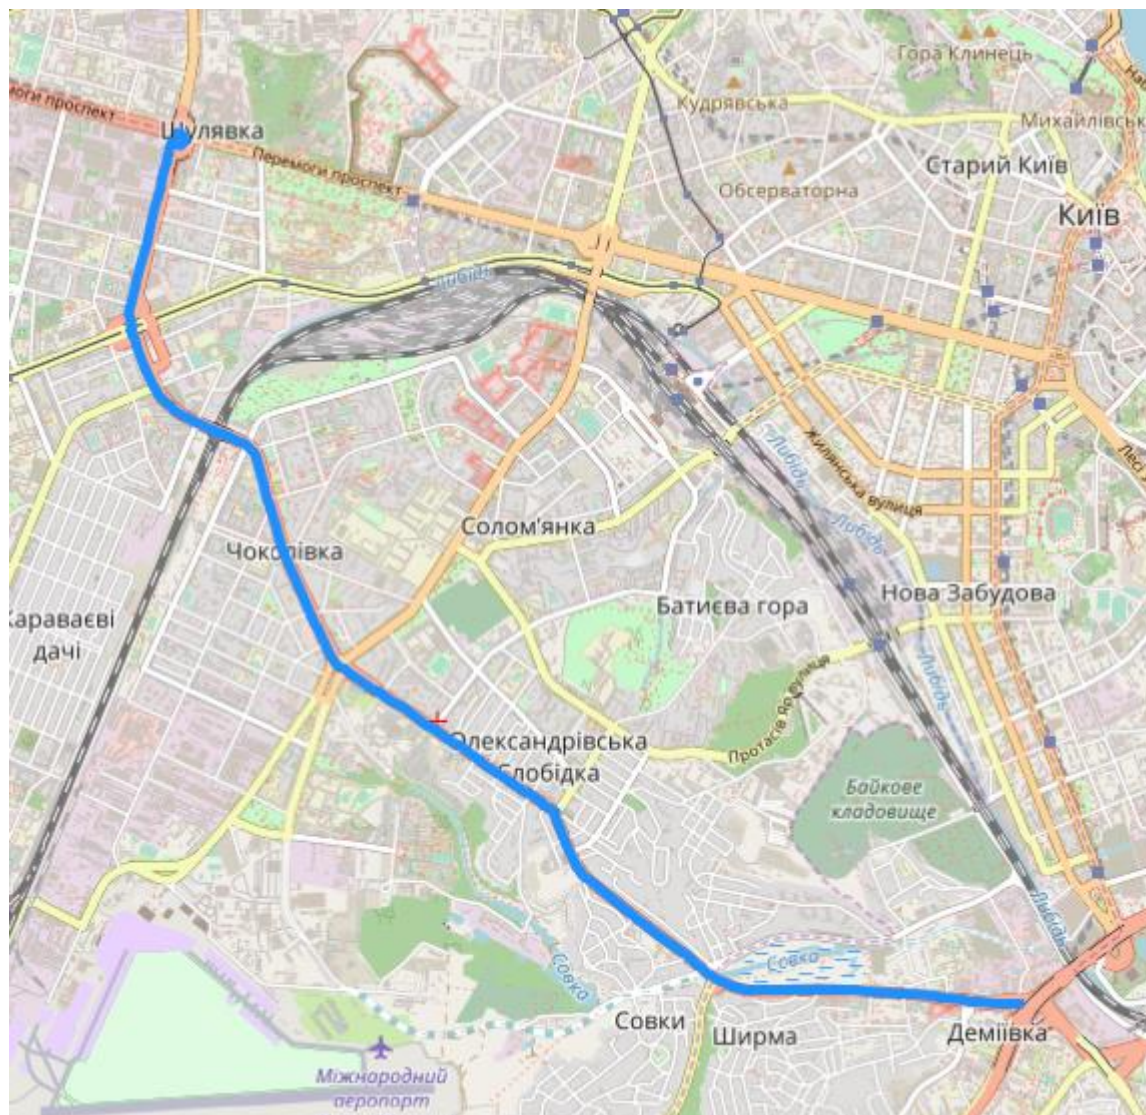 Гора Клинець
моги проспект
Кудрявська
Михайлівськ
Шулявка
Перемоги проспект
Обсерваторна
Старий Київ
Київ
Либідь
Жилянська вулиця
Либідь
Лесі
Либідь
Солом'янка
Чоколівка
Нова Забудова
Батиєва гора
Караваєві
дачі
Либідь
Протасів Яр вулиця
Олександрівська
слобідка
Байкове
кладовище
Либідь
Совка
Совка
Совки
Ширма
Деміївка
Міжнародний
аеропорт